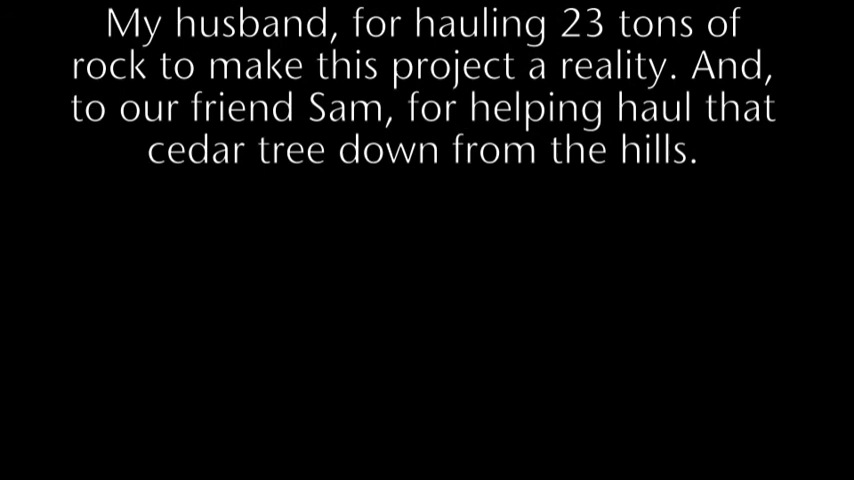 My husband, for hauling 23 tons of
rock to make this project a reality. And,
to our friend Sam, for helping haul that
cedar tree down from the hills.